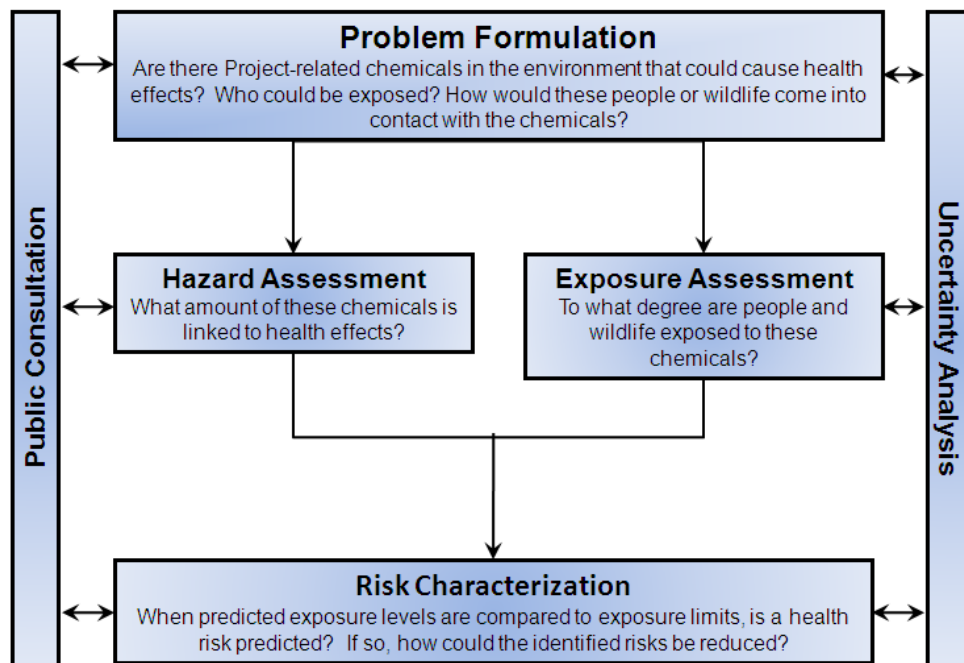 Problem Formulation
Are there Project-related chemicals in the environment that could cause health
effects? Who could be exposed? How would these people or wildlife come into
contact with the chemicals?
Public Consultation
Uncertainty Analysis
Hazard Assessment
What amount of these chemicals is
linked to health effects?
Exposure Assessment
To what degree are people and
wildlife exposed to these
chemicals?
Risk Characterization
When predicted exposure levels are compared to exposure limits, is a health
risk predicted? If so, how could the identified risks be reduced?